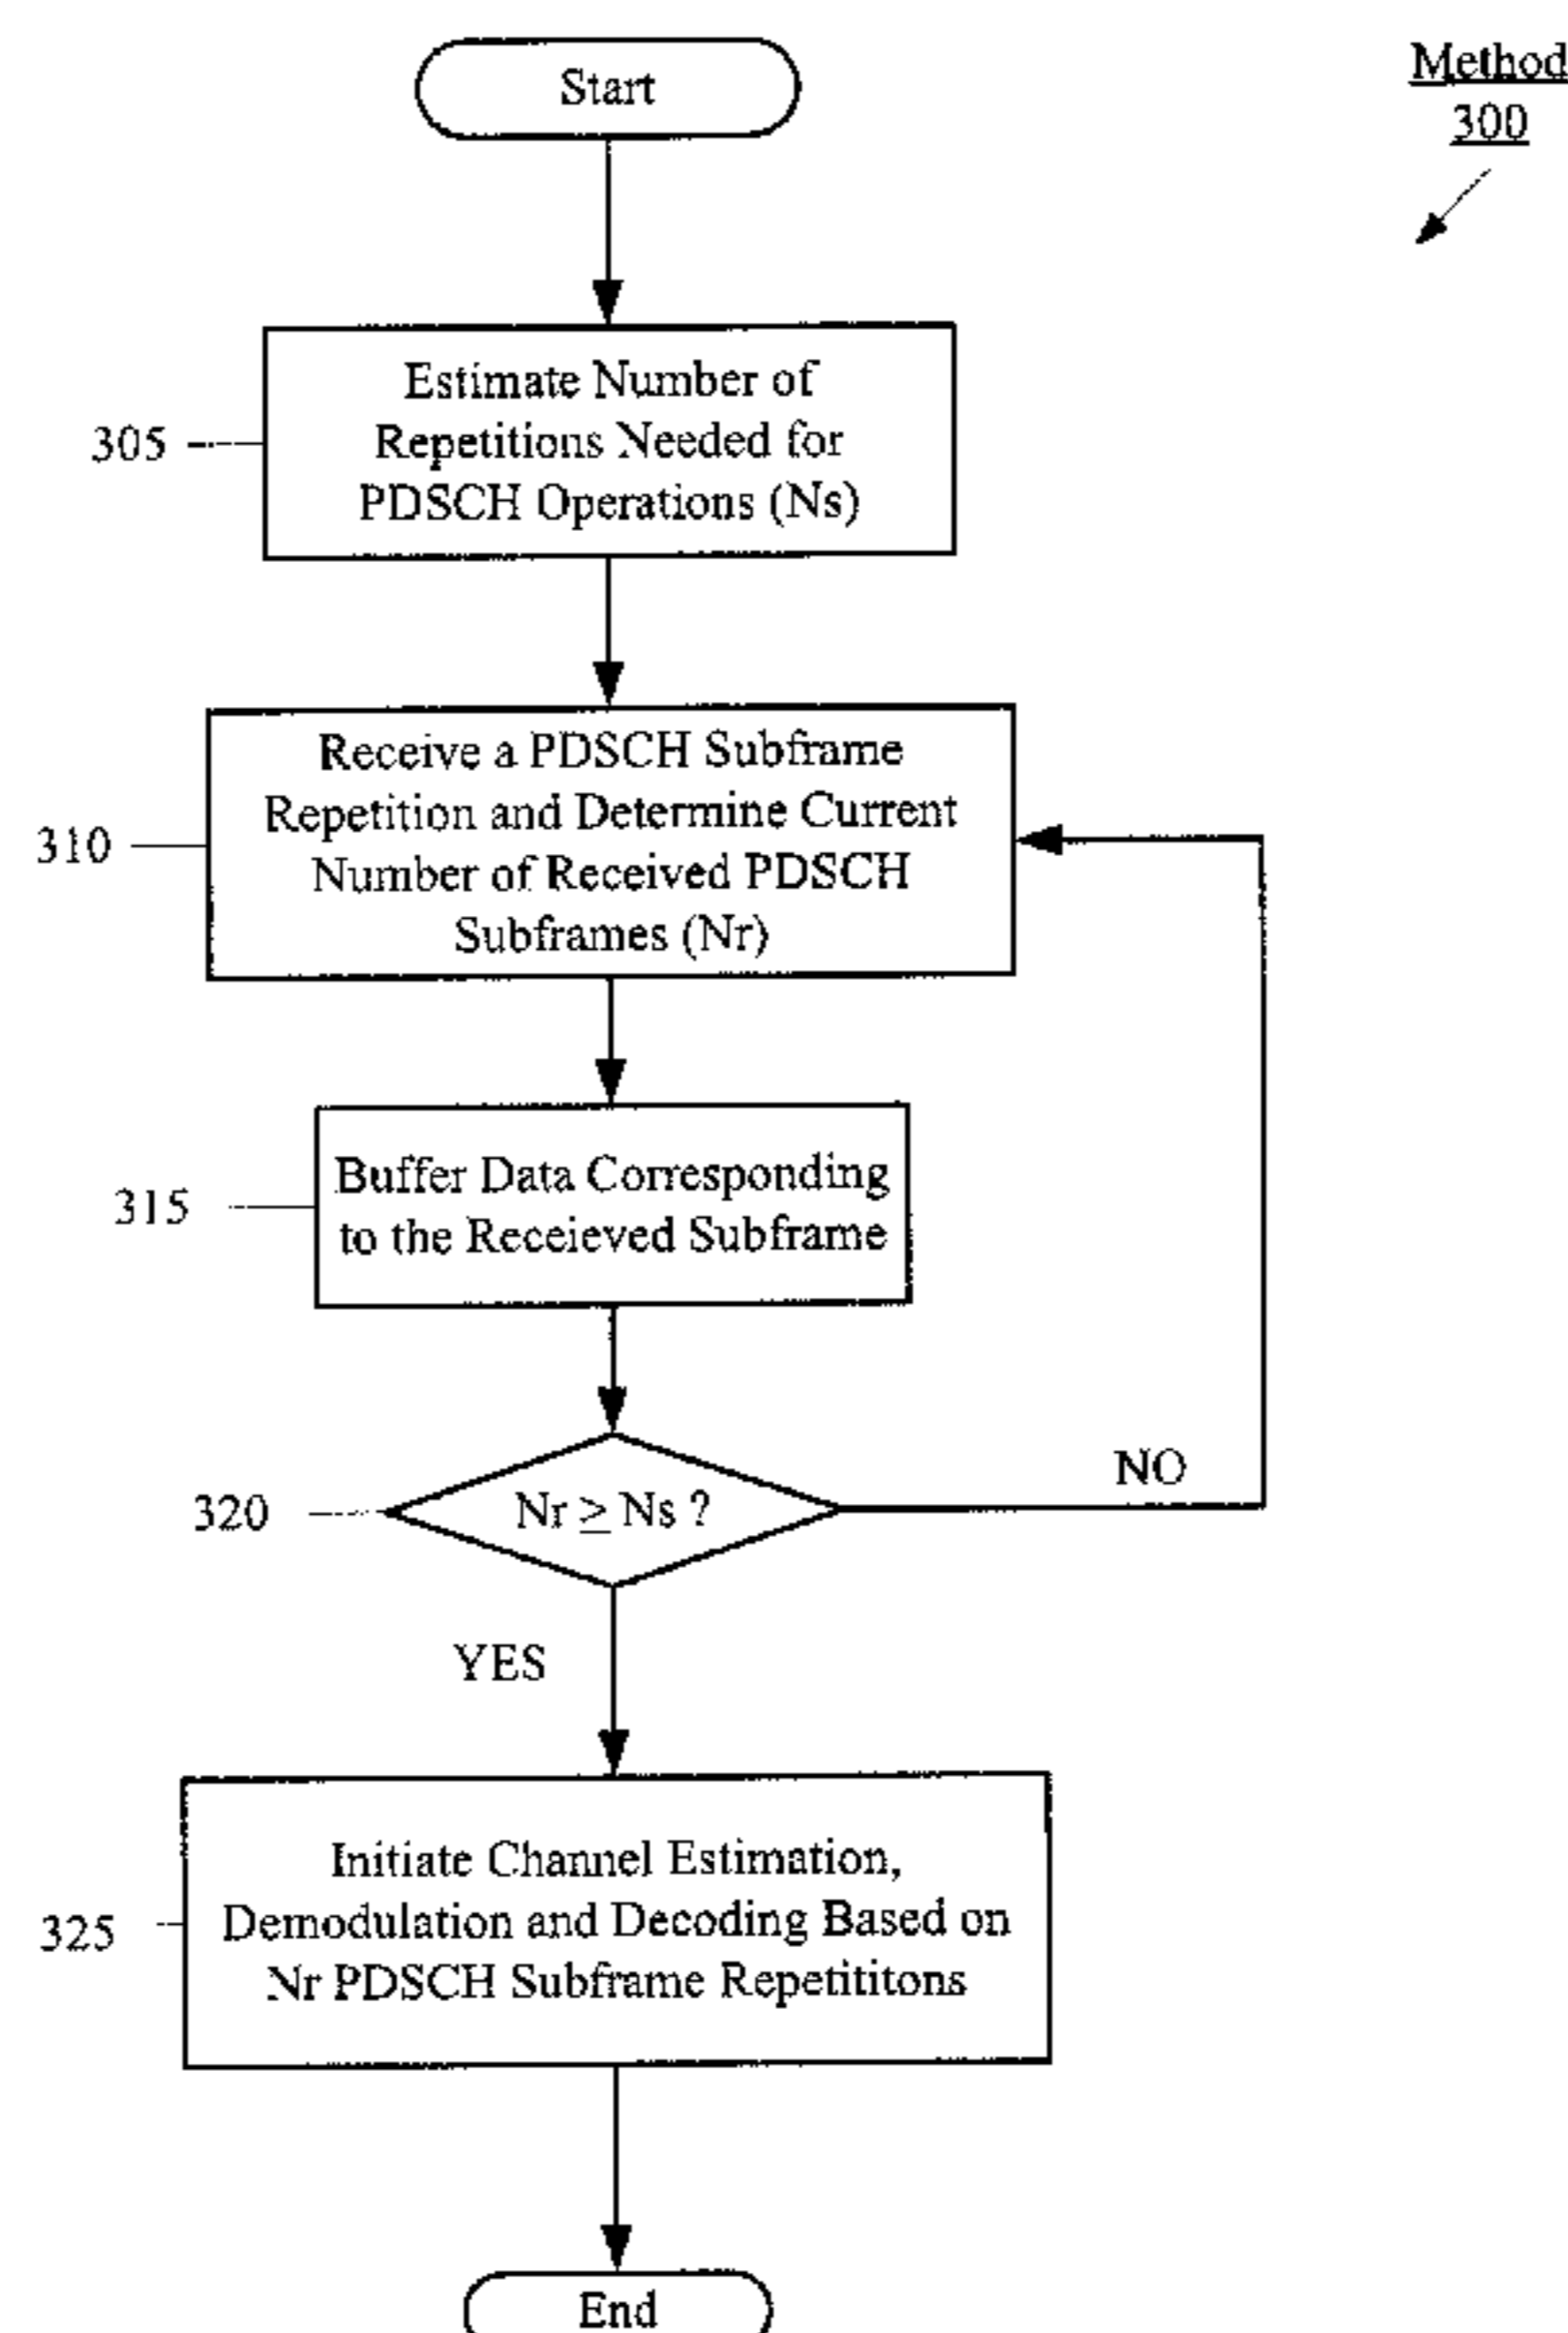 Method
300
Start
305
Estimate Number of
Repetitions Needed for
PDSCH Operations (Ns)
310
Receive a PDSCH Subframe
Repetition and Determine Current
Number of Received PDSCH
Subframes (Nr)
315
Buffer Data Corresponding
to the Receieved Subframe
320
Nr ≥ Ns ?
NO
YES
325
Initiate Channel Estimation,
Demodulation and Decoding Based on
Nr PDSCH Subframe Repetititons
End